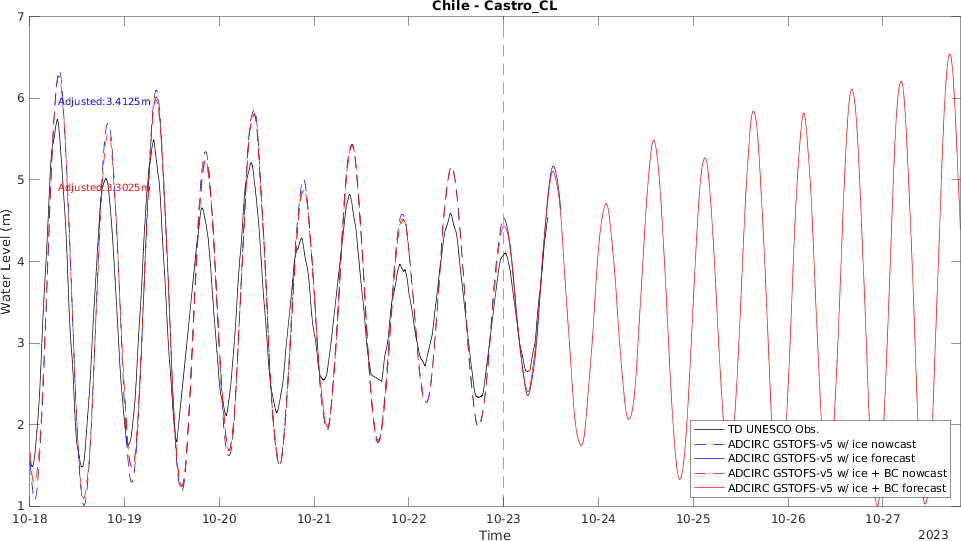 Chile - Castro_CL
7
6
5
4
3
2
1
Water Level (m)
Adjusted:3.4125m
Adjusted:3.3025m
TD UNESCO Obs.
ADCIRC GSTOFS-v5 w/ ice nowcast
ADCIRC GSTOFS-v5 w/ ice forecast
ADCIRC GSTOFS-v5 w/ ice + BC nowcast
ADCIRC GSTOFS-v5 w/ ice + BC forecast
10-18 10-19 10-20 10-21 10-22 10-23 10-24 10-25 10-26 10-27
Time
2023